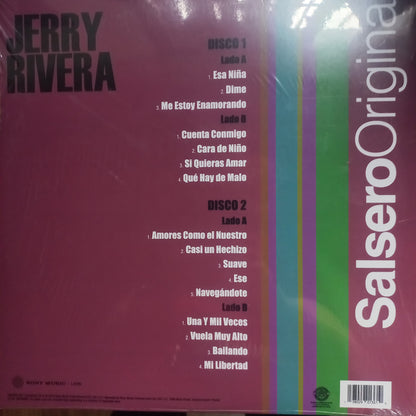 JERRY
RIVERA
DISCO 1
Lado A
1. Esa Niña
2. Dime
3. Me Estoy Enamorando
Lado B
1. Cuenta Conmigo
2. Cara de Niño
3. Si Quieras Amar
4. Qué Hay de Malo
DISCO 2
Lado A
1. Amores Como el Nuestro
2. Casi un Hechizo
3. Suave
4. Ese
5. Navegándote
Lado B
1. Una Y Mil Veces
2. Vuela Muy Alto
3. Bailando
4. Mi Libertad
SalseroOriginal
SONY MUSIC